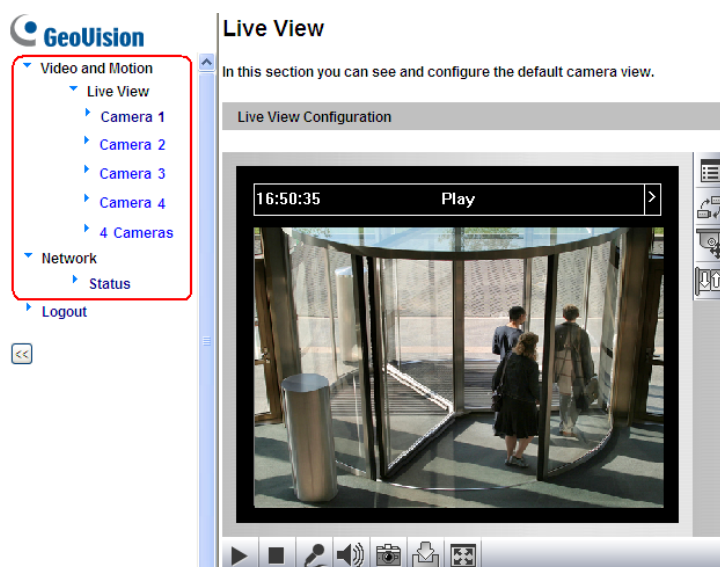 GeoVision
Video and Motion
Live View
Camera 1
Camera 2
Camera 3
Camera 4
4 Cameras
Network
Status
Logout
<<
Live View
In this section you can see and configure the default camera view.
Live View Configuration
16:50:35 Play >